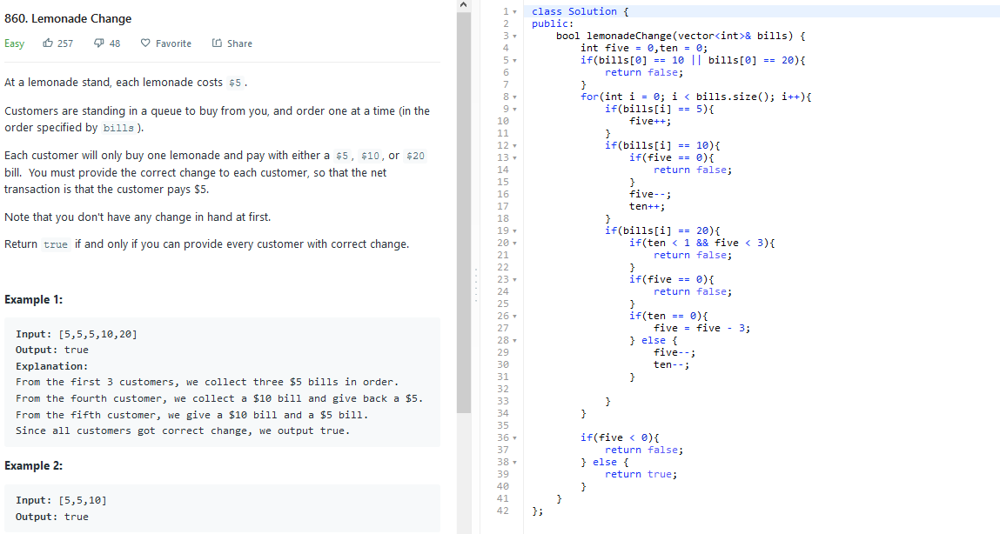 860. Lemonade Change
Easy 257 48 Favorite Share
At a lemonade stand, each lemonade costs $5.
Customers are standing in a queue to buy from you, and order one at a time (in the
order specified by bills).
Each customer will only buy one lemonade and pay with either a $5, $10, or $20
bill. You must provide the correct change to each customer, so that the net
transaction is that the customer pays $5.
Note that you don't have any change in hand at first.
Return true if and only if you can provide every customer with correct change.
Example 1:
Input: [5,5,5,10,20]
Output: true
Explanation:
From the first 3 customers, we collect three $5 bills in order.
From the fourth customer, we collect a $10 bill and give back a $5.
From the fifth customer, we give a $10 bill and a $5 bill.
Since all customers got correct change, we output true.
Example 2:
Input: [5,5,10]
Output: true
1 class Solution {
2 public:
3     bool lemonadeChange(vector<int>& bills) {
4         int five = 0,ten = 0;
5         if(bills[0] == 10 || bills[0] == 20){
6             return false;
7         }
8         for(int i = 0; i < bills.size(); i++){
9             if(bills[i] == 5){
10                 five++;
11             }
12             if(bills[i] == 10){
13                 if(five == 0){
14                     return false;
15                 }
16                 five--;
17                 ten++;
18             }
19             if(bills[i] == 20){
20                 if(ten < 1 && five < 3){
21                     return false;
22                 }
23                 if(five == 0){
24                     return false;
25                 }
26                 if(ten == 0){
27                     five = five - 3;
28                 } else {
29                     five--;
30                     ten--;
31                 }
32
33             }
34         }
35
36         if(five < 0){
37             return false;
38         } else {
39             return true;
40         }
41     }
42 };